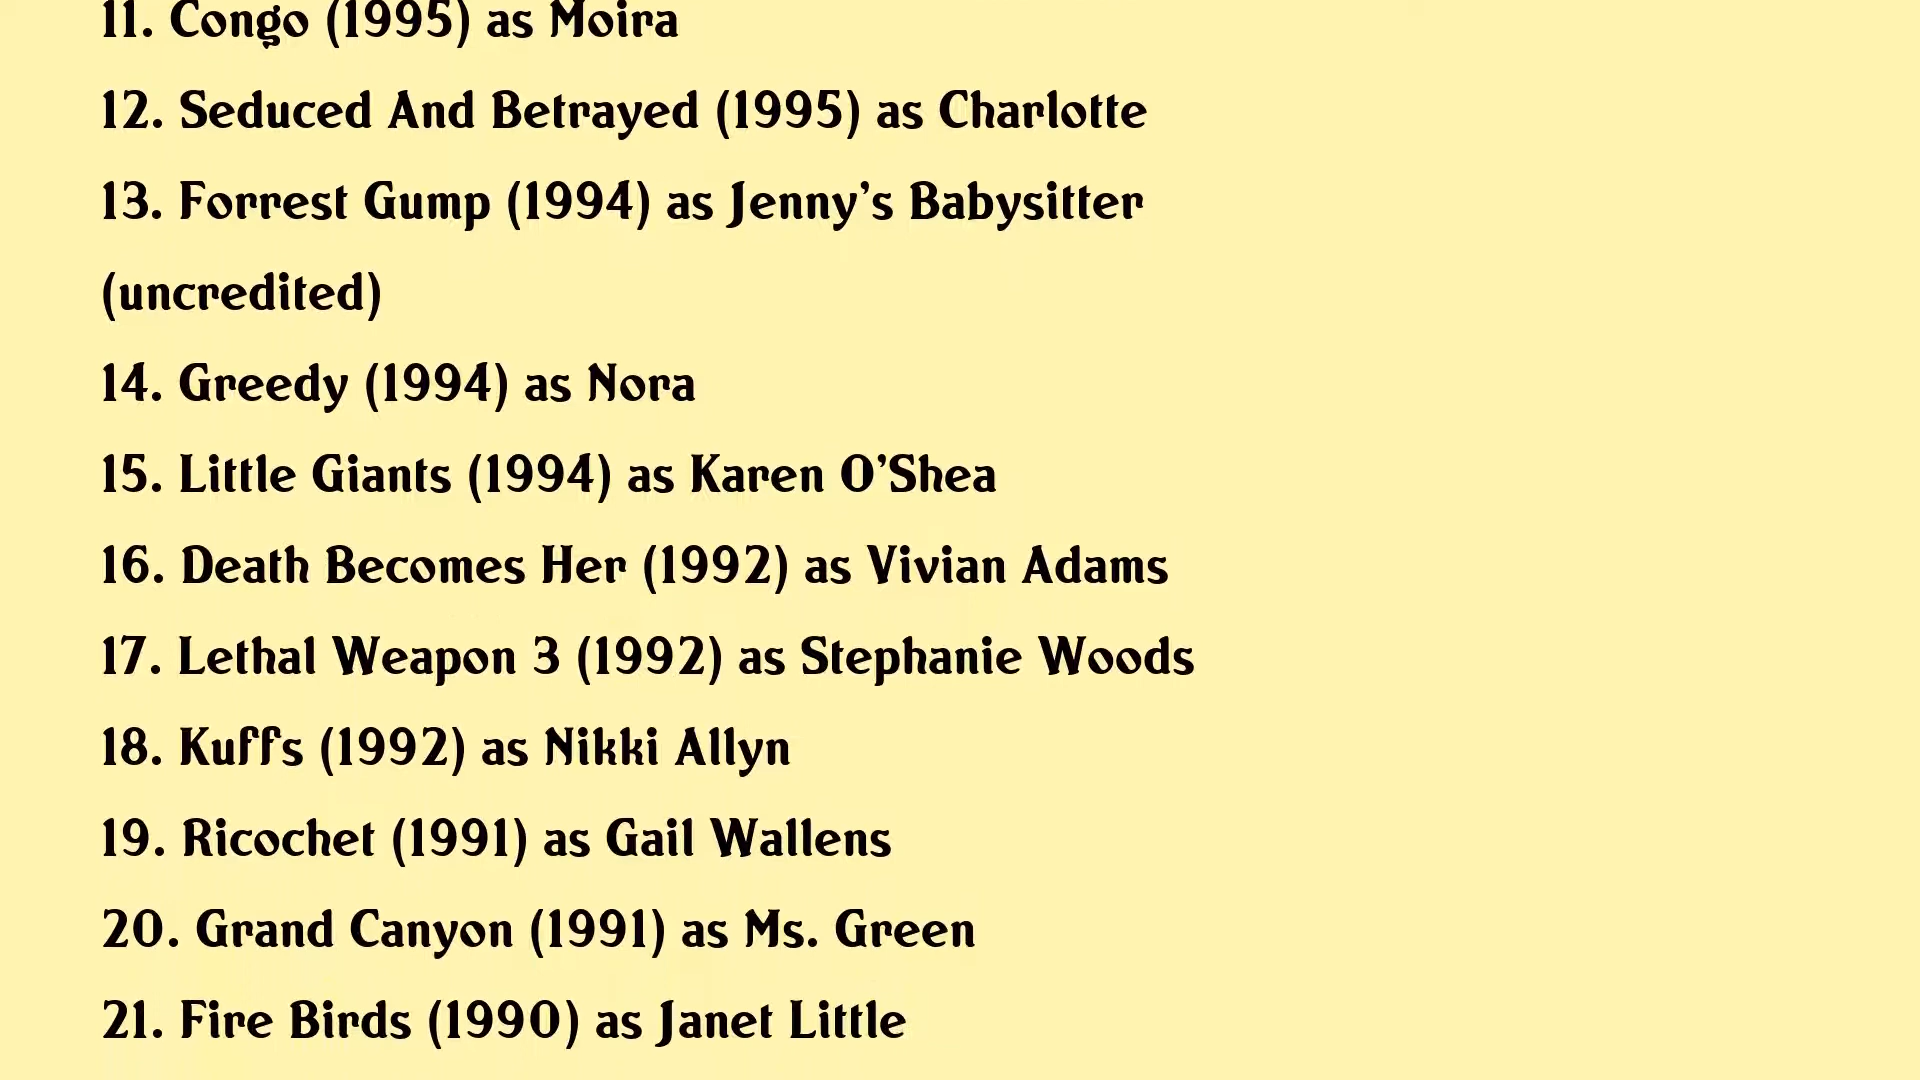 11. Congo (1995) as Moira
12. Seduced And Betrayed (1995) as Charlotte
13. Forrest Gump (1994) as Jenny's Babysitter
(uncredited)
14. Greedy (1994) as Nora
15. Little Giants (1994) as Karen O'Shea
16. Death Becomes Her (1992) as Vivian Adams
17. Lethal Weapon 3 (1992) as Stephanie Woods
18. Kuffs (1992) as Nikki Allyn
19. Ricochet (1991) as Gail Wallens
20. Grand Canyon (1991) as Ms. Green
21. Fire Birds (1990) as Janet Little